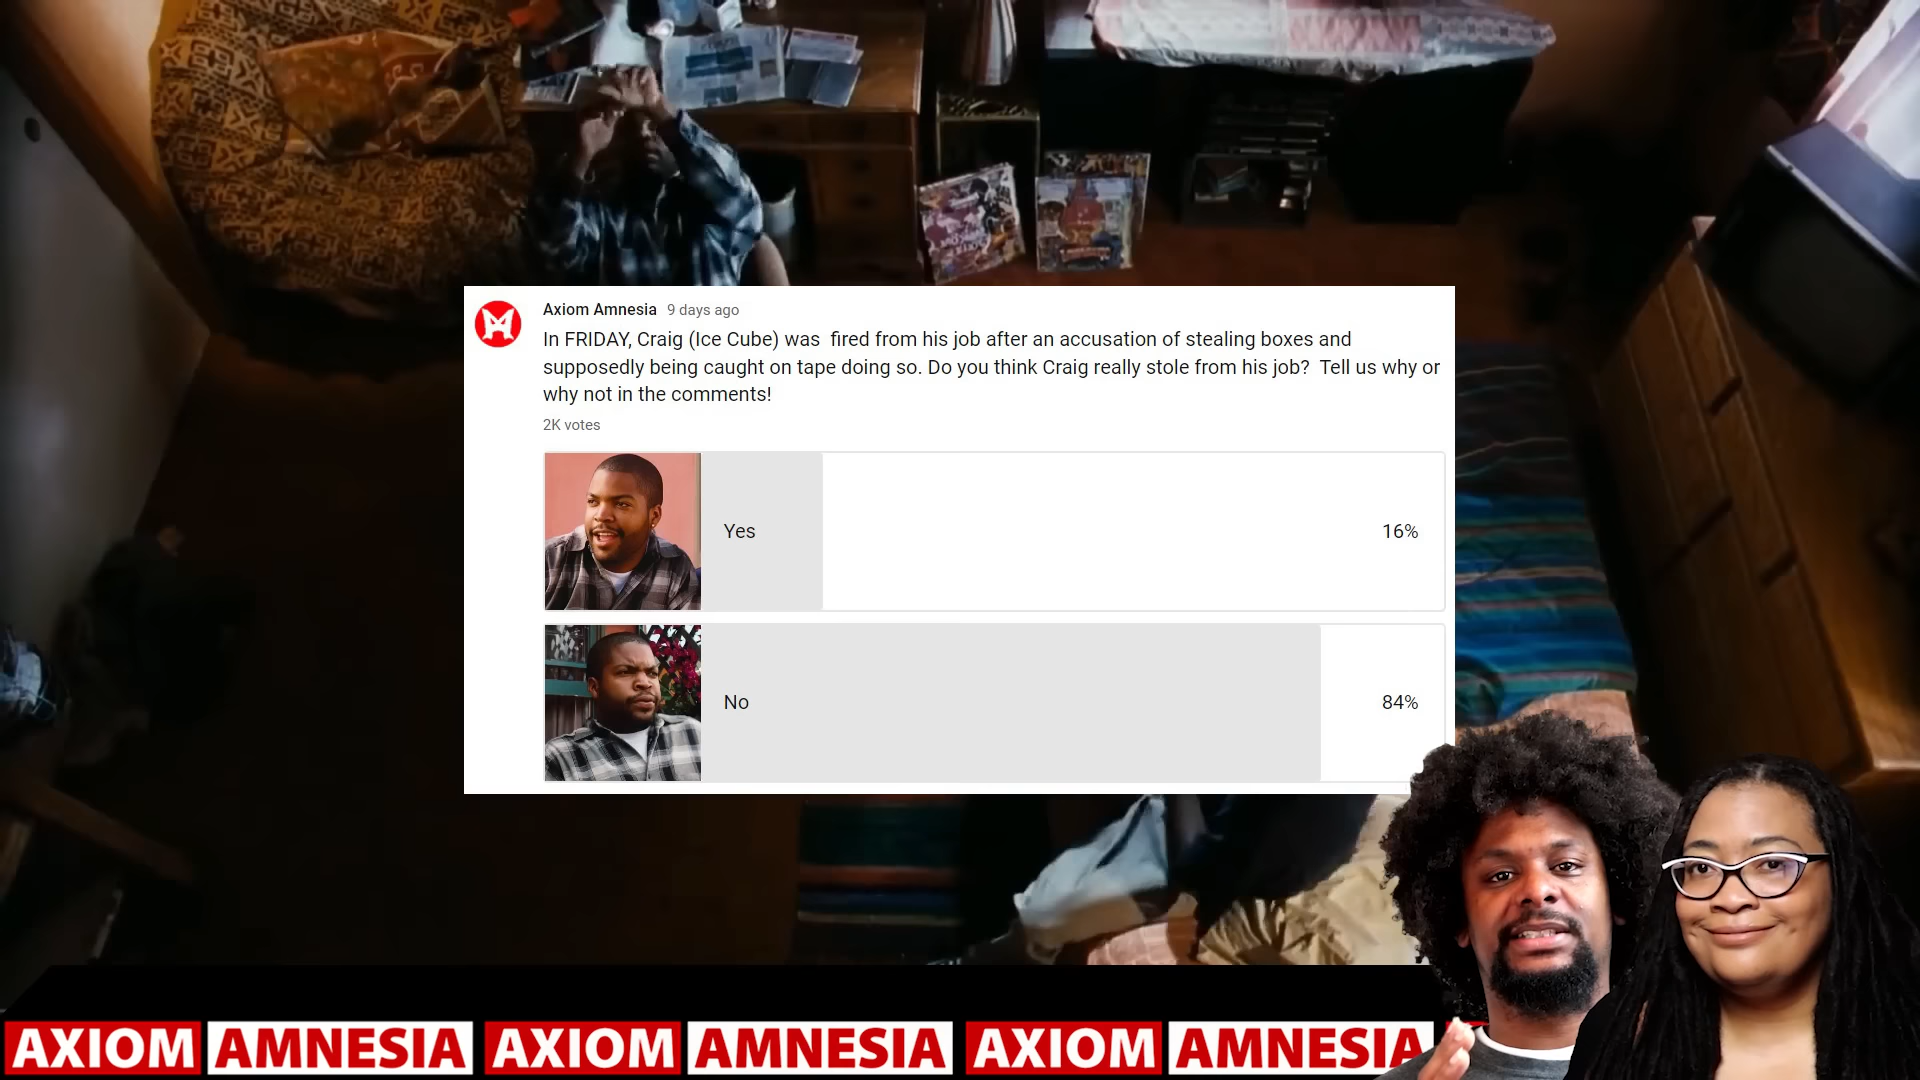 Axiom Amnesia 9 days ago
In FRIDAY, Craig (Ice Cube) was  fired from his job after an accusation of stealing boxes and
supposedly being caught on tape doing so. Do you think Craig really stole from his job?  Tell us why or
why not in the comments!
2K votes
Yes 16%
No 84%
AXIOM AMNESIA AXIOM AMNESIA AXIOM AMNESIA